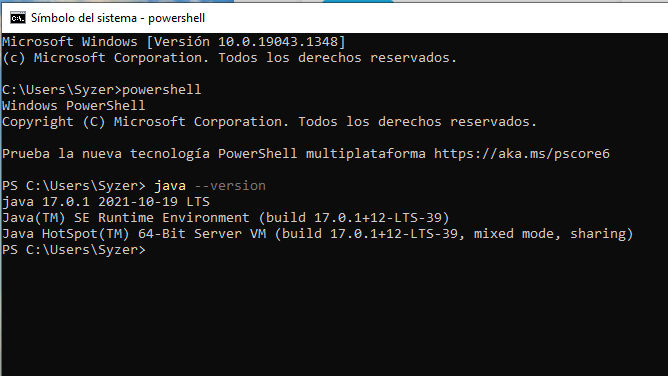 Símbolo del sistema - powershell
Microsoft Windows [Versión 10.0.19043.1348]
(c) Microsoft Corporation. Todos los derechos reservados.
C:\Users\Syzer>powershell
Windows PowerShell
Copyright (C) Microsoft Corporation. Todos los derechos reservados.
Prueba la nueva tecnología PowerShell multiplataforma https://aka.ms/pscore6
PS C:\Users\Syzer> java --version
java 17.0.1 2021-10-19 LTS
Java(TM) SE Runtime Environment (build 17.0.1+12-LTS-39)
Java HotSpot(TM) 64-Bit Server VM (build 17.0.1+12-LTS-39, mixed mode, sharing)
PS C:\Users\Syzer>